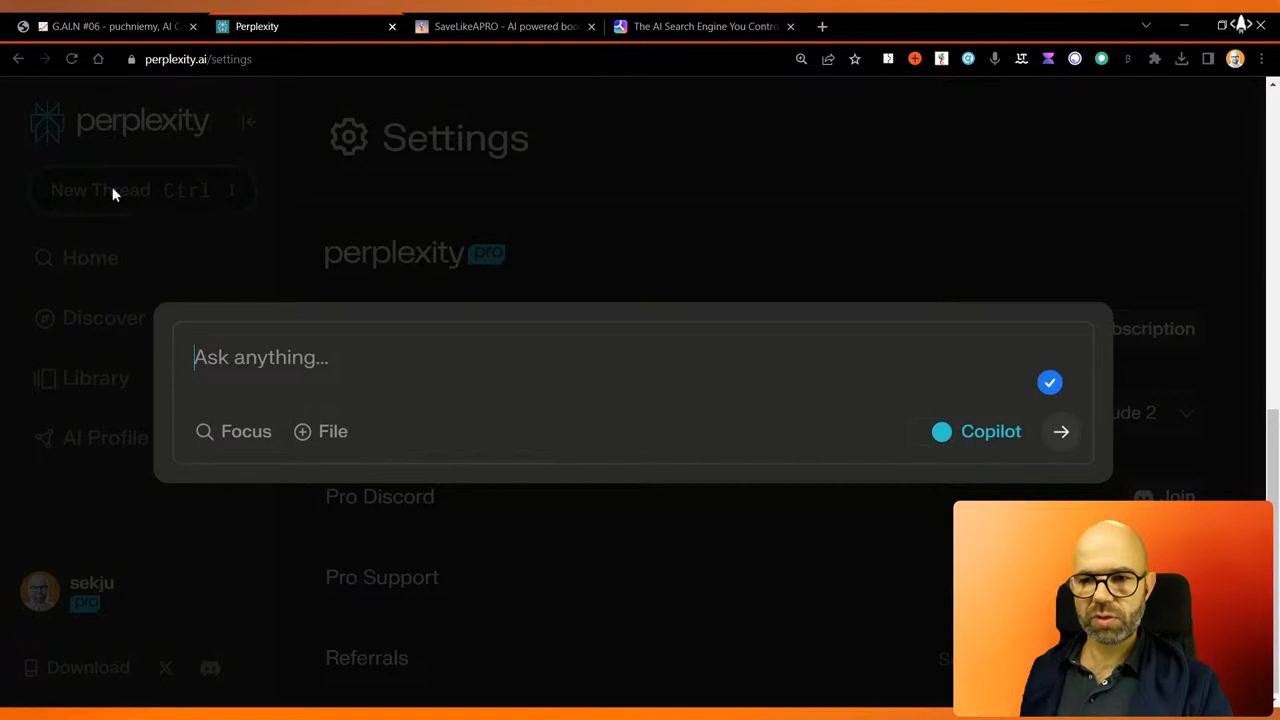 G.ALN #06 - puchniemy, AI C
Perplexity
SaveLikeAPRO - AI powered boo
The AI Search Engine You Contro
perplexity.ai/settings
perplexity
New Thread Ctrl I
Home
Discover
Library
AI Profile
sekju
pro
Download
Settings
perplexity pro
bscription
Ask anything...
Focus
File
Copilot
ude 2
Pro Discord
Join
Pro Support
Referrals